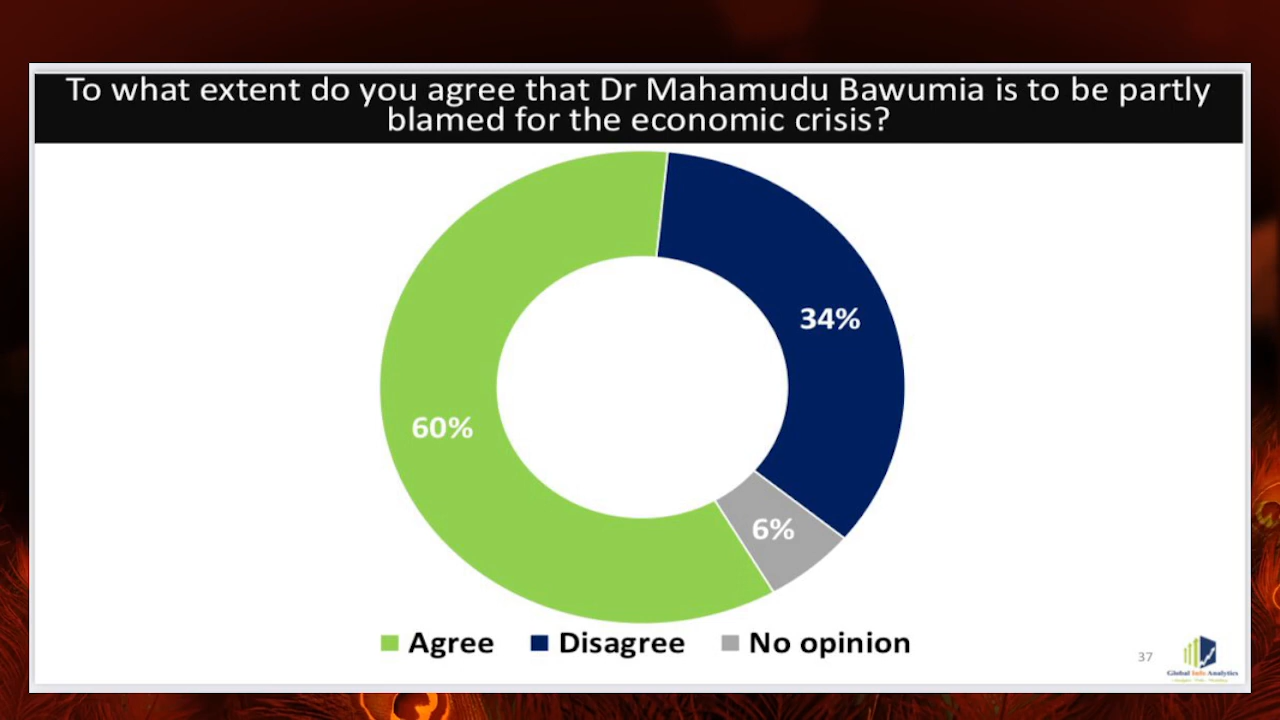 To what extent do you agree that Dr Mahamudu Bawumia is to be partly
blamed for the economic crisis?
34%
60%
6%
Agree Disagree No opinion
37
Global Info Analytics